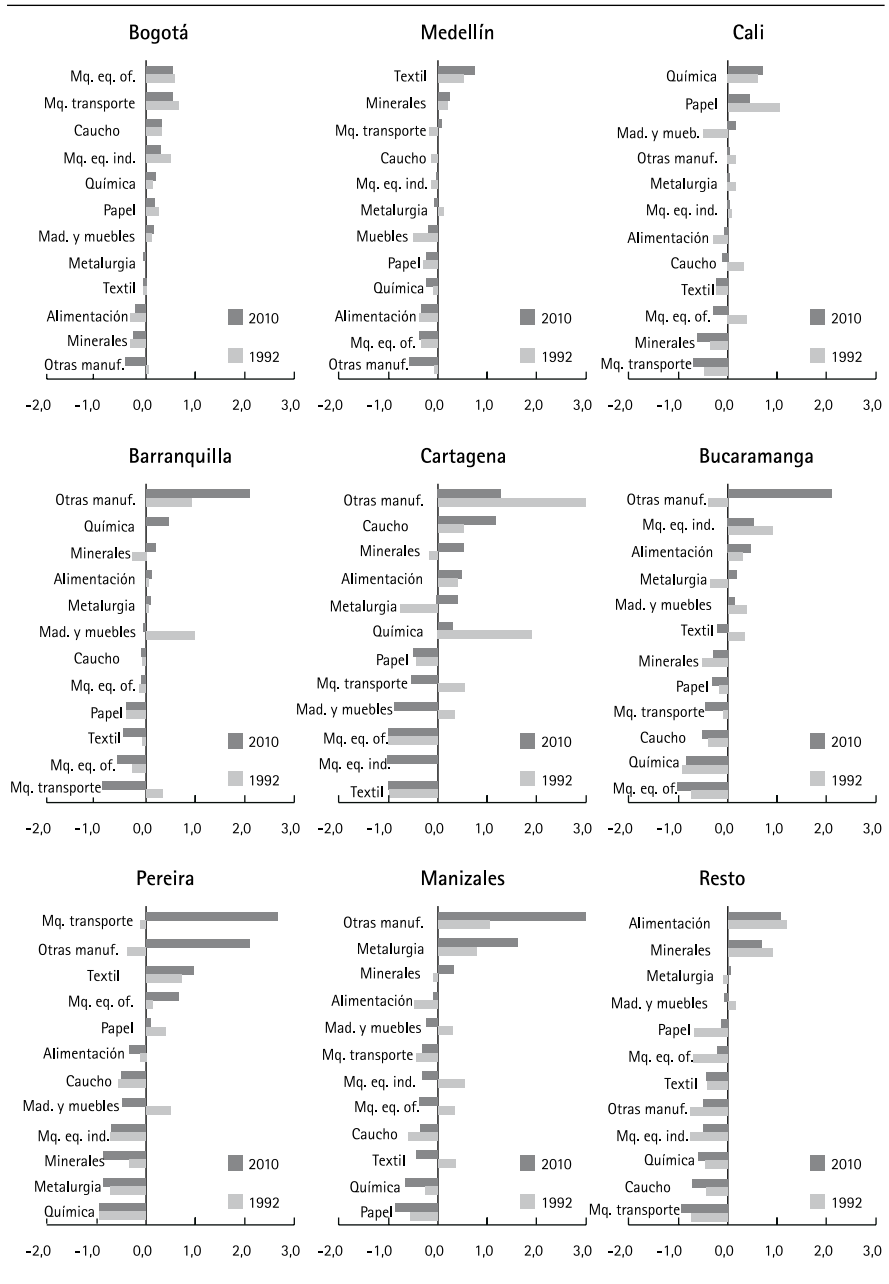 Bogotá
Mq. eq. of.
Mq. transporte
Caucho
Mq. eq. ind.
Química
Papel
Mad. y muebles
Metalurgia
Textil
Alimentación
Minerales
Otras manuf.
2010
1992
-2,0 -1,0 0,0 1,0 2,0 3,0
Medellín
Textil
Minerales
Mq. transporte
Caucho
Mq. eq. ind.
Metalurgia
Muebles
Papel
Química
Alimentación
Mq. eq. of.
Otras manuf.
2010
1992
-2,0 -1,0 0,0 1,0 2,0 3,0
Cali
Química
Papel
Mad. y mueb.
Otras manuf.
Metalurgia
Mq. eq. ind.
Alimentación
Caucho
Textil
Mq. eq. of.
Minerales
Mq. transporte
2010
1992
-2,0 -1,0 0,0 1,0 2,0 3,0
Barranquilla
Otras manuf.
Química
Minerales
Alimentación
Metalurgia
Mad. y muebles
Caucho
Mq. eq. of.
Papel
Textil
Mq. eq. of.
Mq. transporte
2010
1992
-2,0 -1,0 0,0 1,0 2,0 3,0
Cartagena
Otras manuf.
Caucho
Minerales
Alimentación
Metalurgia
Química
Papel
Mq. transporte
Mad. y muebles
Mq. eq. of.
Mq. eq. ind.
Textil
2010
1992
-2,0 -1,0 0,0 1,0 2,0 3,0
Bucaramanga
Otras manuf.
Mq. eq. ind.
Alimentación
Metalurgia
Mad. y muebles
Textil
Minerales
Papel
Mq. transporte
Caucho
Química
Mq. eq. of.
2010
1992
-2,0 -1,0 0,0 1,0 2,0 3,0
Pereira
Mq. transporte
Otras manuf.
Textil
Mq. eq. of.
Papel
Alimentación
Caucho
Mad. y muebles
Mq. eq. ind.
Minerales
Metalurgia
Química
2010
1992
-2,0 -1,0 0,0 1,0 2,0 3,0
Manizales
Otras manuf.
Metalurgia
Minerales
Alimentación
Mad. y muebles
Mq. transporte
Mq. eq. ind.
Mq. eq. of.
Caucho
Textil
Química
Papel
2010
1992
-2,0 -1,0 0,0 1,0 2,0 3,0
Resto
Alimentación
Minerales
Metalurgia
Mad. y muebles
Papel
Mq. eq. of.
Textil
Otras manuf.
Mq. eq. ind.
Química
Caucho
Mq. transporte
2010
1992
-2,0 -1,0 0,0 1,0 2,0 3,0